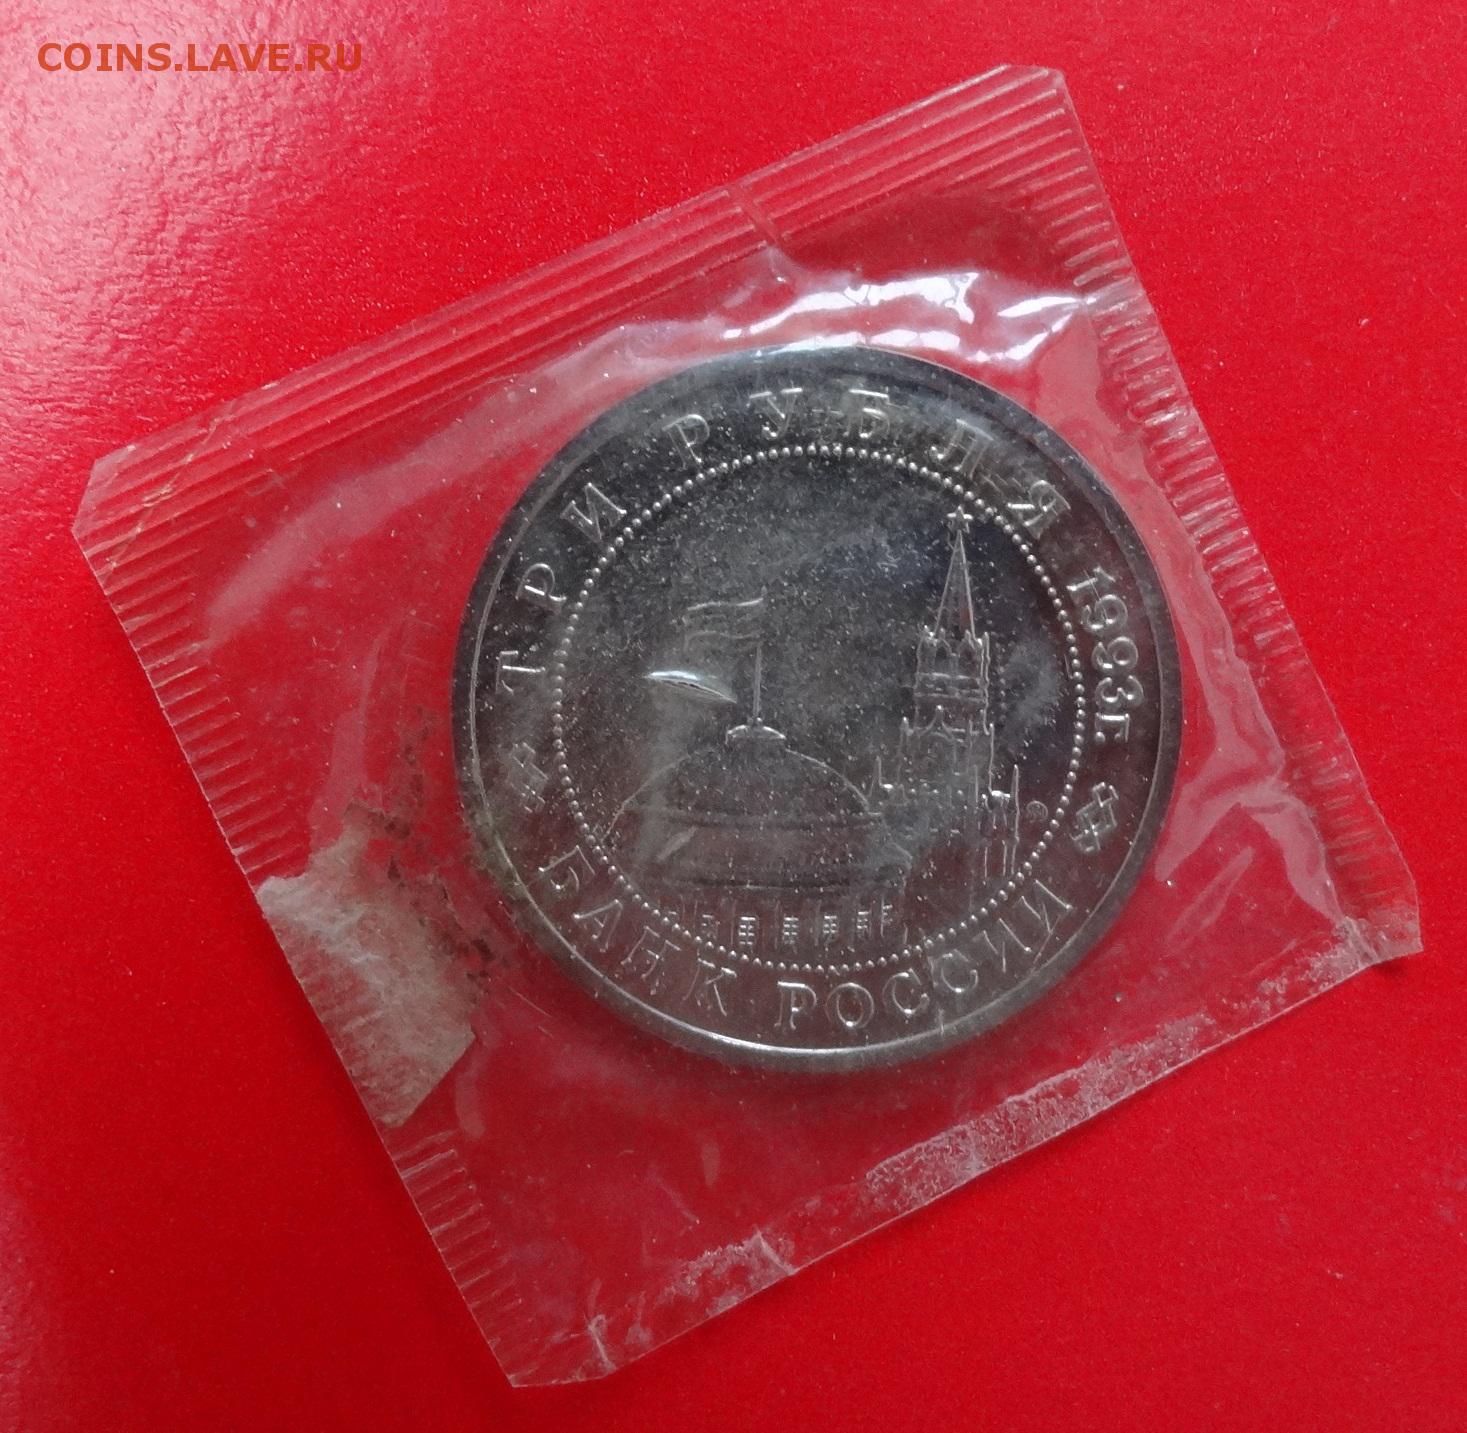 COINS.LAVE.RU
ТРИ РУБЛЯ 1993г.
БАНК РОССИИ